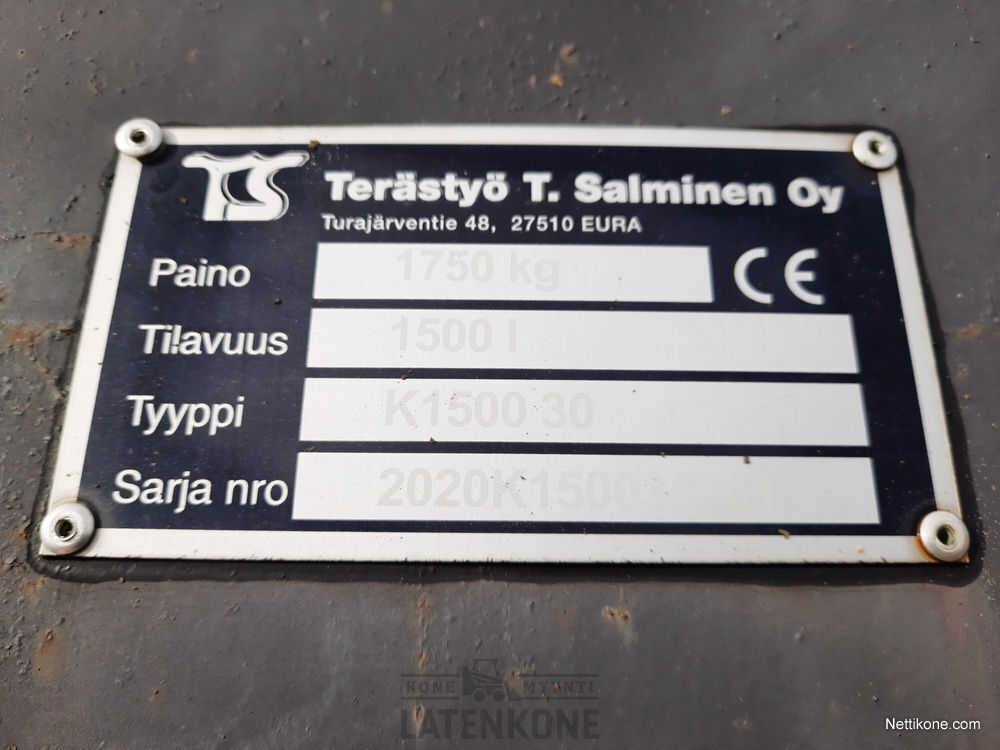 TS
Terästyö T. Salminen Oy
Turajärventie 48, 27510 EURA
Paino 1750 kg CE
Tilavuus 1500 l
Tyyppi K1500-30
Sarja nro 2020K1500
KONE MYYNTI
LATENKONE
Nettikone.com